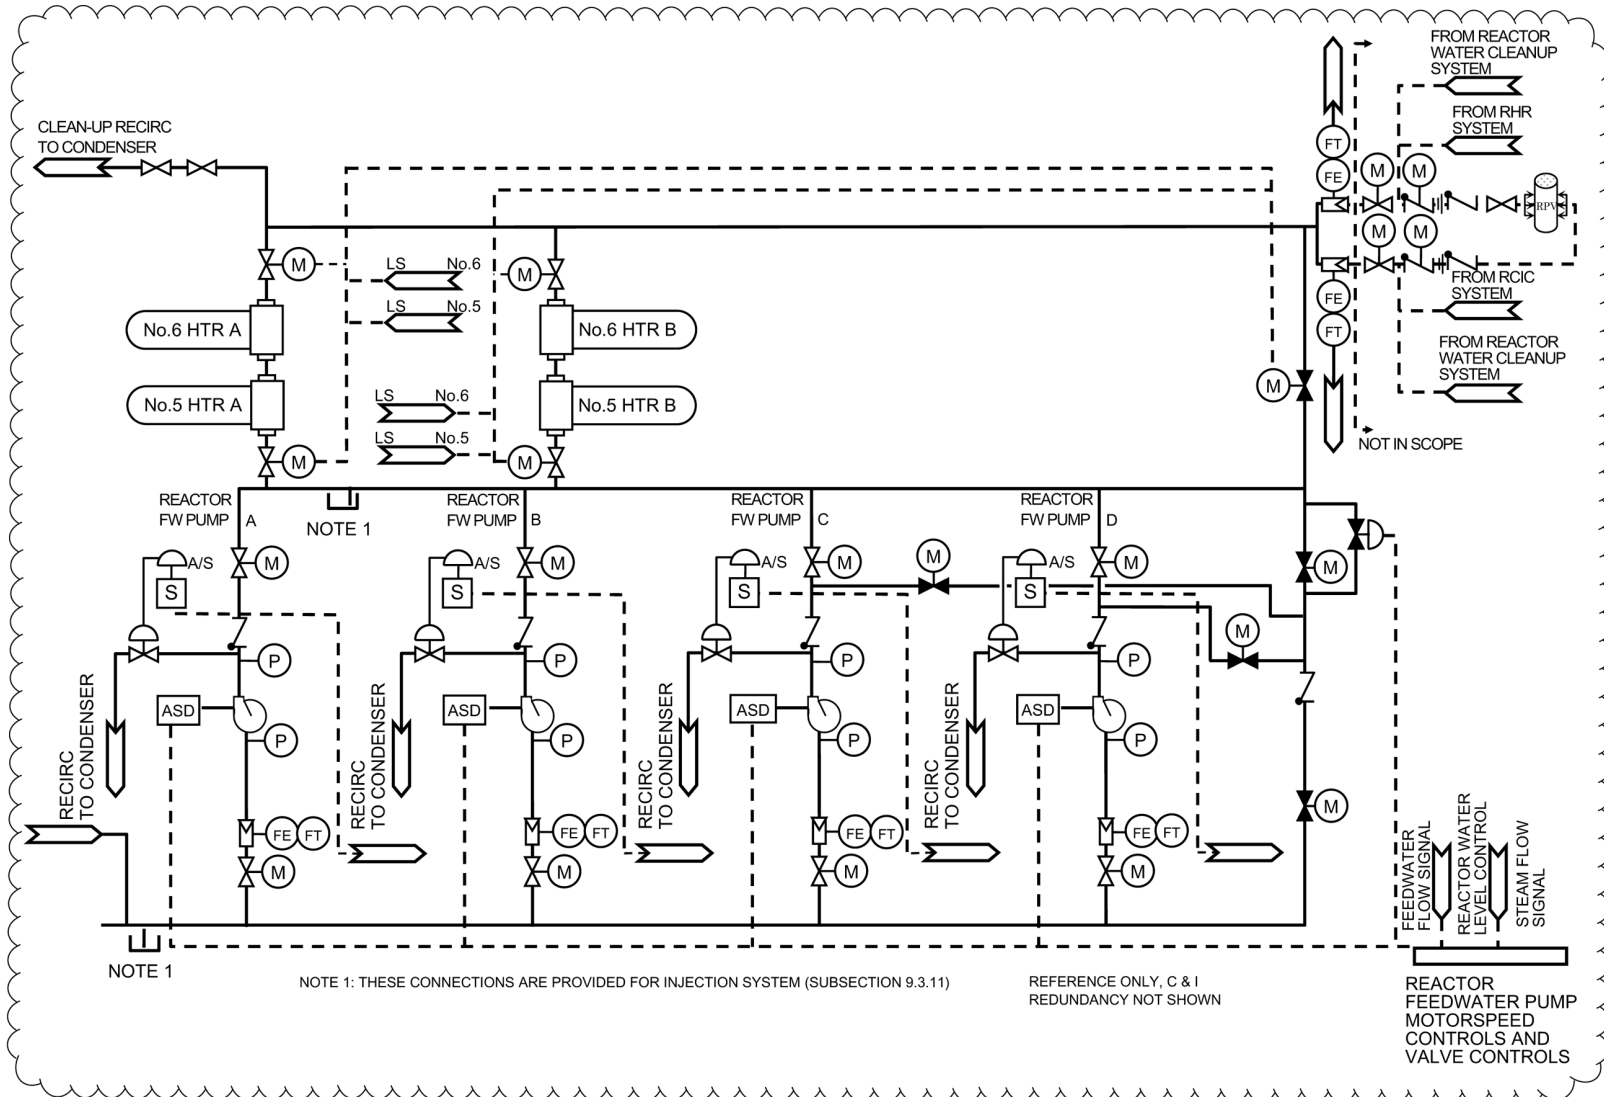 FROM REACTOR
WATER CLEANUP
SYSTEM
FROM RHR
SYSTEM
CLEAN-UP RECIRC
TO CONDENSER
FT
FE
M
M
RPV
M
M
M
LS No.6
M
LS No.5
FROM RCIC
SYSTEM
FE
FT
No.6 HTR A
No.6 HTR B
FROM REACTOR
WATER CLEANUP
SYSTEM
M
No.5 HTR A
LS No.6
No.5 HTR B
LS No.5
M
M
NOT IN SCOPE
REACTOR
FW PUMP A
NOTE 1
REACTOR
FW PUMP B
REACTOR
FW PUMP C
REACTOR
FW PUMP D
A/S
M
A/S
M
A/S
M
M
A/S
M
M
S
S
S
S
M
P
P
P
P
ASD
ASD
ASD
ASD
P
P
P
P
RECIRC
TO CONDENSER
RECIRC
TO CONDENSER
RECIRC
TO CONDENSER
RECIRC
TO CONDENSER
M
FE FT
FE FT
FE FT
FE FT
M
M
M
M
FEEDWATER
FLOW SIGNAL
REACTOR WATER
LEVEL CONTROL
STEAM FLOW
SIGNAL
NOTE 1
NOTE 1: THESE CONNECTIONS ARE PROVIDED FOR INJECTION SYSTEM (SUBSECTION 9.3.11)
REFERENCE ONLY, C & I
REDUNDANCY NOT SHOWN
REACTOR
FEEDWATER PUMP
MOTORSPEED
CONTROLS AND
VALVE CONTROLS